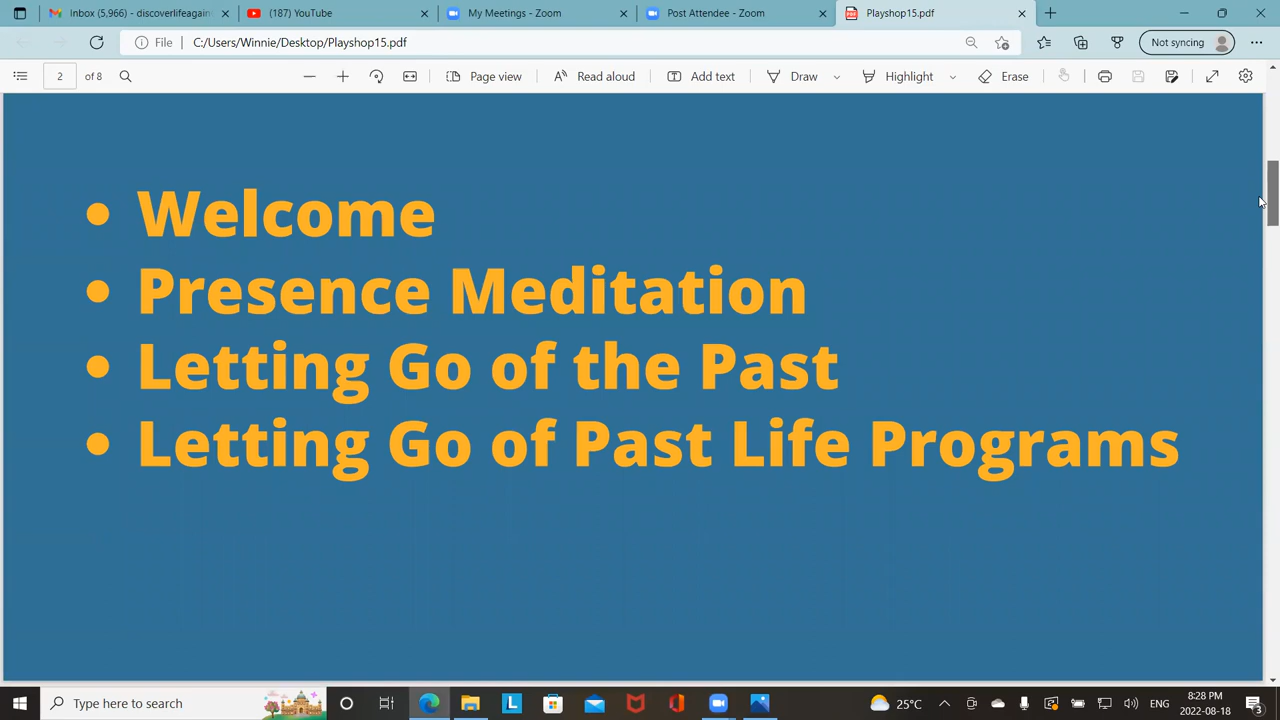 Inbox (5,966) - discoverlifeagain
(187) YouTube
My Meetings - Zoom
Post Attendee - Zoom
Playshop15.pdf
File
C:/Users/Winnie/Desktop/Playshop15.pdf
Not syncing
2 of 8
Page view
Read aloud
Add text
Draw
Highlight
Erase
• Welcome
• Presence Meditation
• Letting Go of the Past
• Letting Go of Past Life Programs
Type here to search
25°C
ENG
8:28 PM
2022-08-18
3